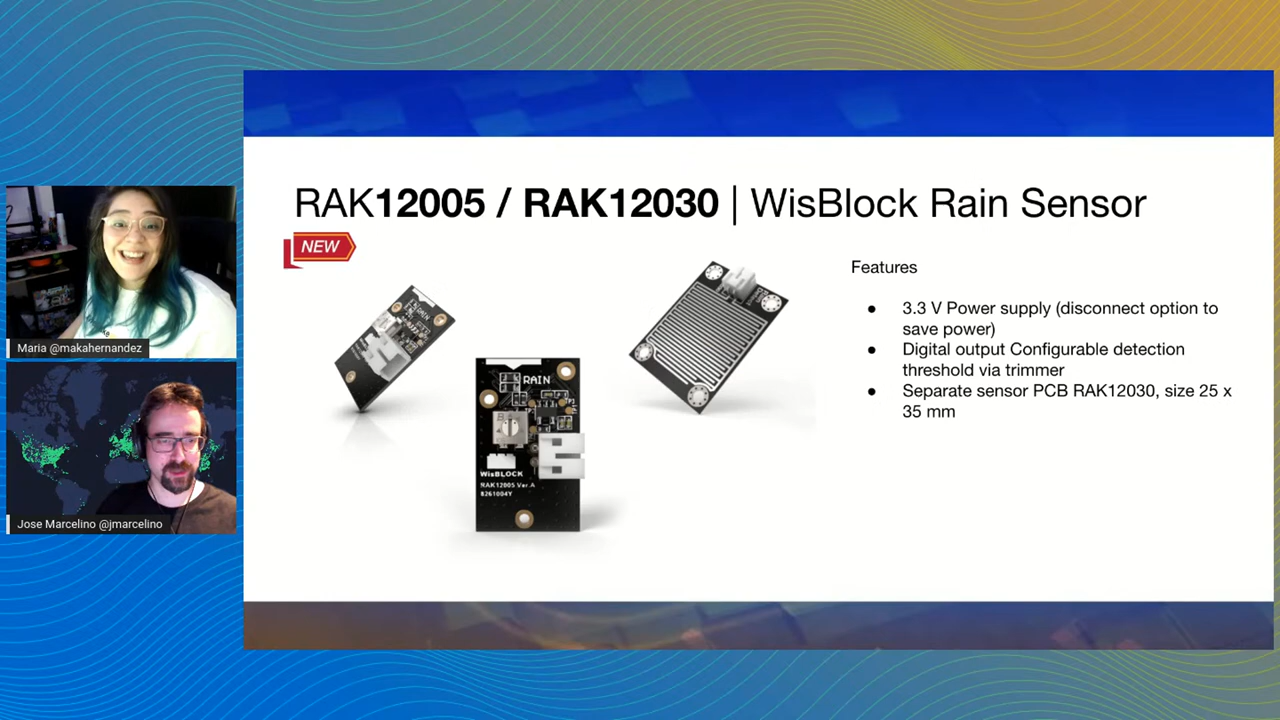 RAK12005 / RAK12030 | WisBlock Rain Sensor
NEW
Features
● 3.3 V Power supply (disconnect option to
save power)
● Digital output Configurable detection
threshold via trimmer
● Separate sensor PCB RAK12030, size 25 x
35 mm
RAIN
RAIN
WisBLOCK
RAK12005 Ver.A
8261004Y
Maria @makahernandez
Jose Marcelino @jmarcelino